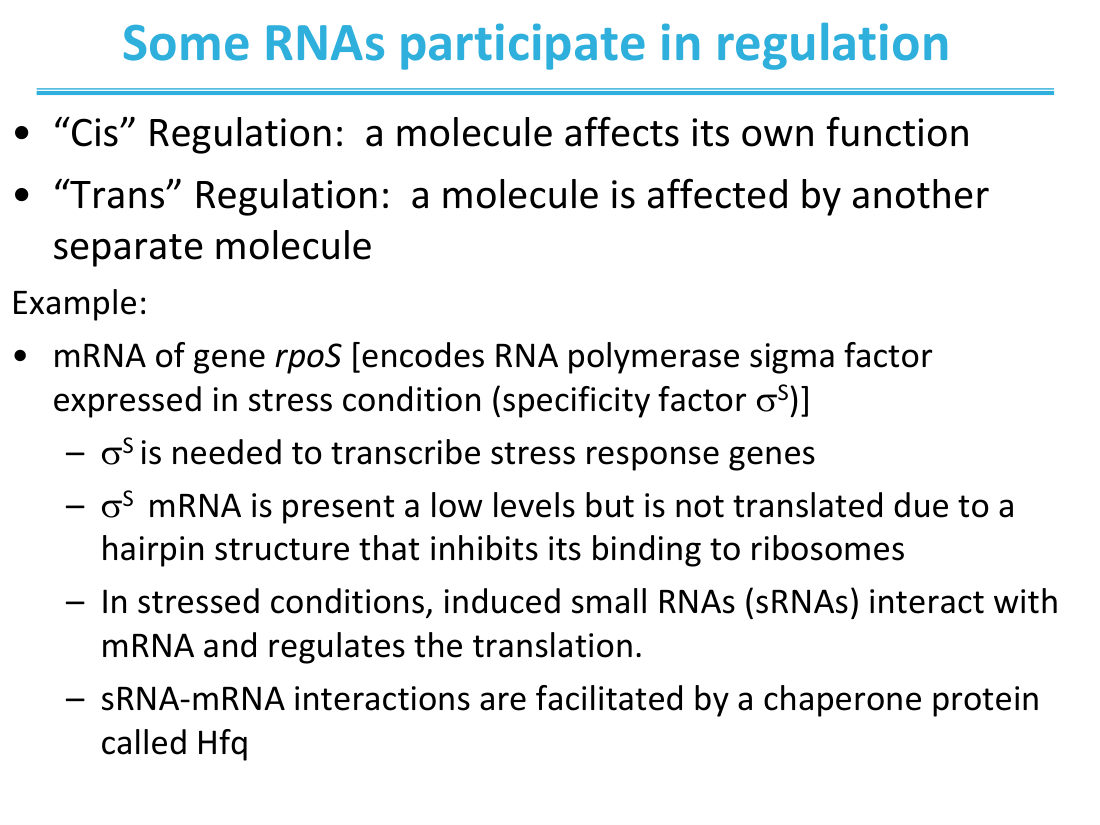 Some RNAs participate in regulation
• “Cis” Regulation:  a molecule affects its own function
• “Trans” Regulation:  a molecule is affected by another
separate molecule
Example:
• mRNA of gene rpoS [encodes RNA polymerase sigma factor
expressed in stress condition (specificity factor σS)]
– σS is needed to transcribe stress response genes
– σS  mRNA is present a low levels but is not translated due to a
hairpin structure that inhibits its binding to ribosomes
– In stressed conditions, induced small RNAs (sRNAs) interact with
mRNA and regulates the translation.
– sRNA-mRNA interactions are facilitated by a chaperone protein
called Hfq